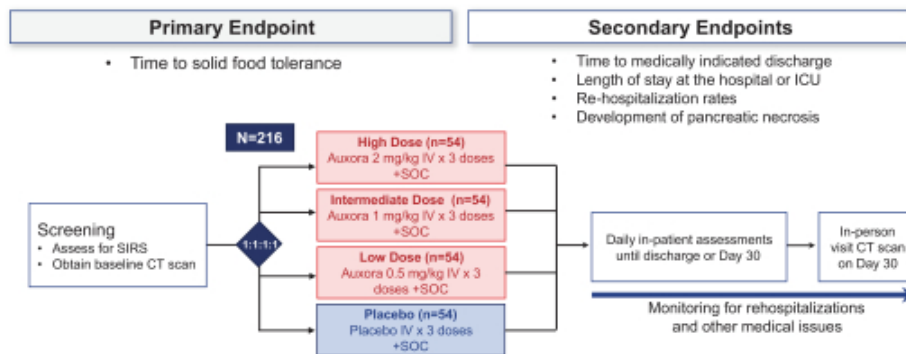 Primary Endpoint
• Time to solid food tolerance
Secondary Endpoints
• Time to medically indicated discharge
• Length of stay at the hospital or ICU
• Re-hospitalization rates
• Development of pancreatic necrosis
N=216
Screening
• Assess for SIRS
• Obtain baseline CT scan
1:1:1:1
High Dose (n=54)
Auxora 2 mg/kg IV x 3 doses
+SOC
Intermediate Dose (n=54)
Auxora 1 mg/kg IV x 3 doses
+SOC
Low Dose (n=54)
Auxora 0.5 mg/kg IV x 3
doses +SOC
Placebo (n=54)
Placebo IV x 3 doses
+SOC
Daily in-patient assessments
until discharge or Day 30
In-person
visit CT scan
on Day 30
Monitoring for rehospitalizations
and other medical issues